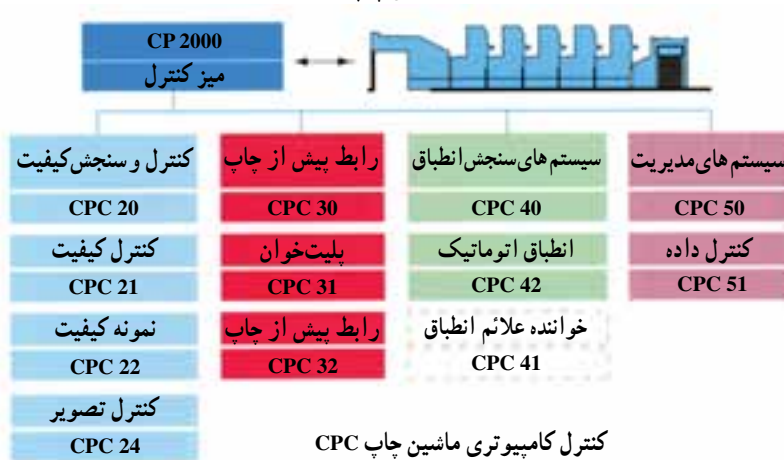 CP 2000
میز کنترل
کنترل و سنجش کیفیت
CPC 20
کنترل کیفیت
CPC 21
نمونه کیفیت
CPC 22
کنترل تصویر
CPC 24
رابط پیش از چاپ
CPC 30
پلیت‌خوان
CPC 31
رابط پیش از چاپ
CPC 32
سیستم‌های سنجش انطباق
CPC 40
انطباق اتوماتیک
CPC 42
خواننده علائم انطباق
CPC 41
سیستم‌های مدیریت
CPC 50
کنترل داده
CPC 51
کنترل کامپیوتری ماشین چاپ CPC